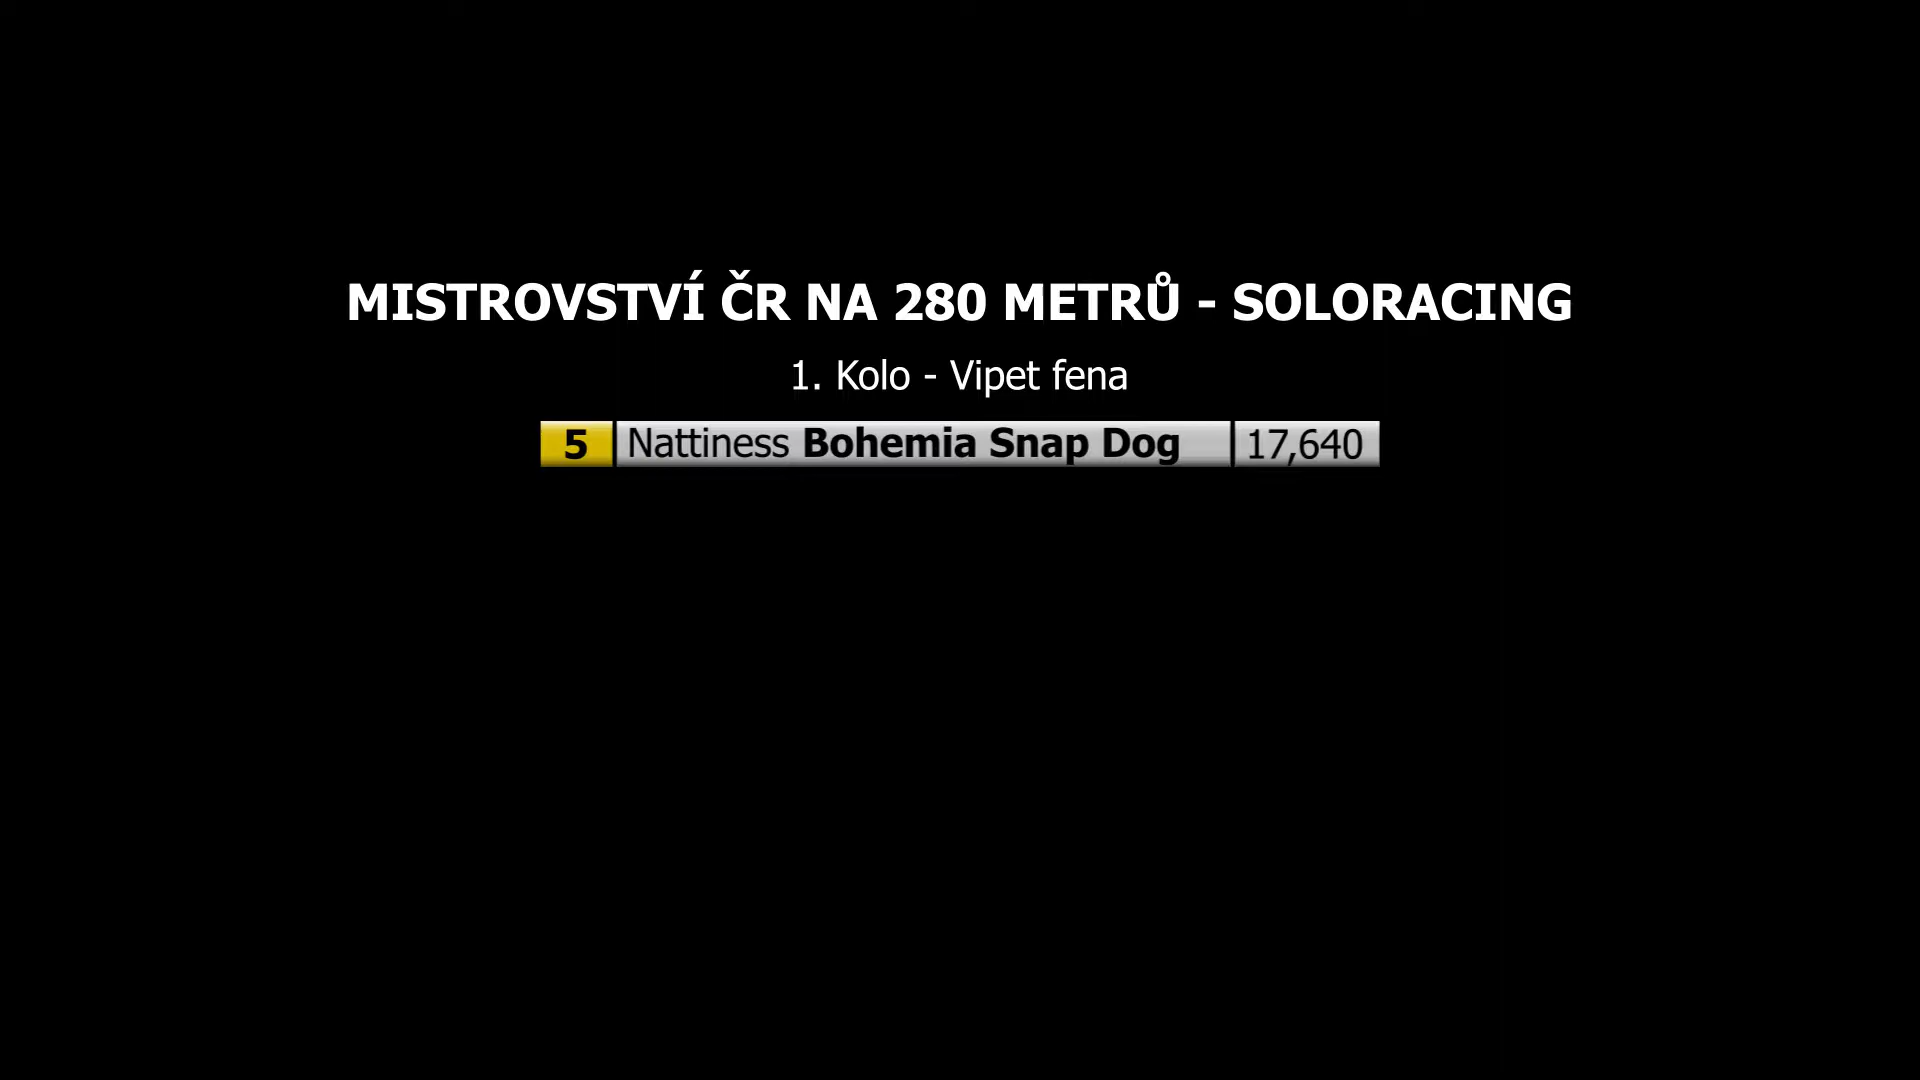 MISTROVSTVÍ ČR NA 280 METRŮ - SOLORACING
1. Kolo - Vipet fena
5 Nattiness Bohemia Snap Dog 17,640